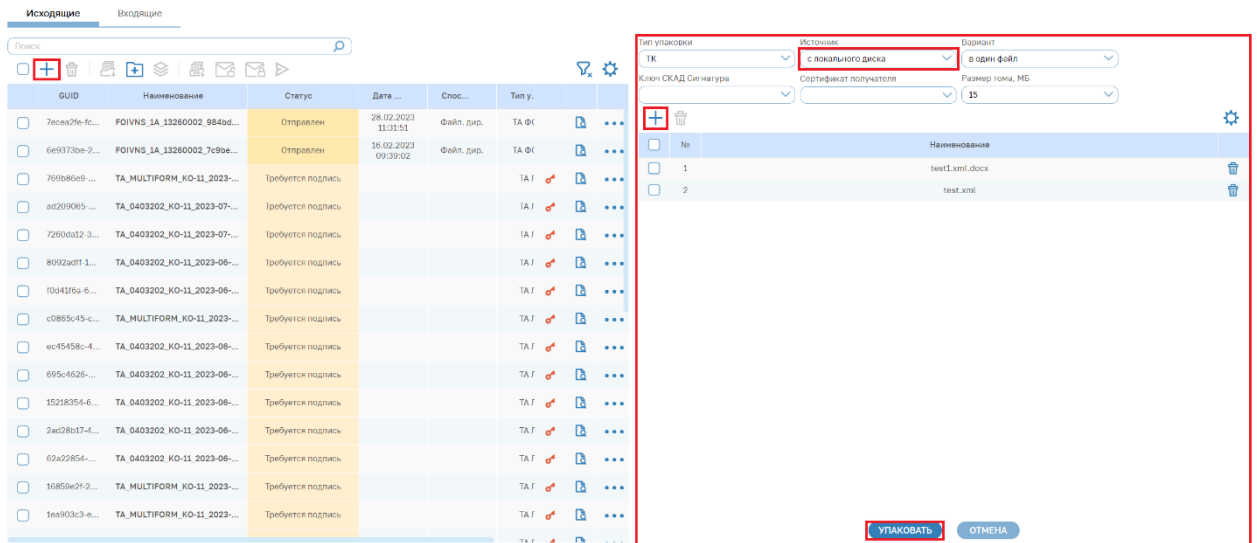 Исходящие Входящие
Поиск
GUID Наименование Статус Дата ... Спос... Тип у.
7ecea2fe-fc... FOIVNS_1A_13260002_984bd... Отправлен 28.02.2023 11:31:51 Файл. дир. ТА ФС
6e9373be-2... FOIVNS_1A_13260002_7c9be... Отправлен 16.02.2023 09:39:02 Файл. дир. ТА ФС
769b86e9-... TA_MULTIFORM_KO-11_2023-... Требуется подпись
ad209065-... TA_0403202_KO-11_2023-07-... Требуется подпись
7260da12-3... TA_0403202_KO-11_2023-07-... Требуется подпись
8092adff-1... TA_0403202_KO-11_2023-06-... Требуется подпись
f0d41f6a-6... TA_0403202_KO-11_2023-06-... Требуется подпись
c0865c45-c... TA_MULTIFORM_KO-11_2023-... Требуется подпись
ec45458c-4... TA_0403202_KO-11_2023-06-... Требуется подпись
695c4626-... TA_0403202_KO-11_2023-06-... Требуется подпись
15218354-6... TA_0403202_KO-11_2023-06-... Требуется подпись
2ad28b17-4... TA_0403202_KO-11_2023-06-... Требуется подпись
62a22854-... TA_0403202_KO-11_2023-06-... Требуется подпись
16859e2f-2... TA_MULTIFORM_KO-11_2023-... Требуется подпись
1ea903c3-e... TA_MULTIFORM_KO-11_2023-... Требуется подпись
Тип упаковки Источник Вариант
ТК с локального диска в один файл
Ключ СКАД Сигнатура Сертификат получателя Размер тома, МБ
15
№ Наименование
1 test1.xml.docx
2 test.xml
УПАКОВАТЬ ОТМЕНА